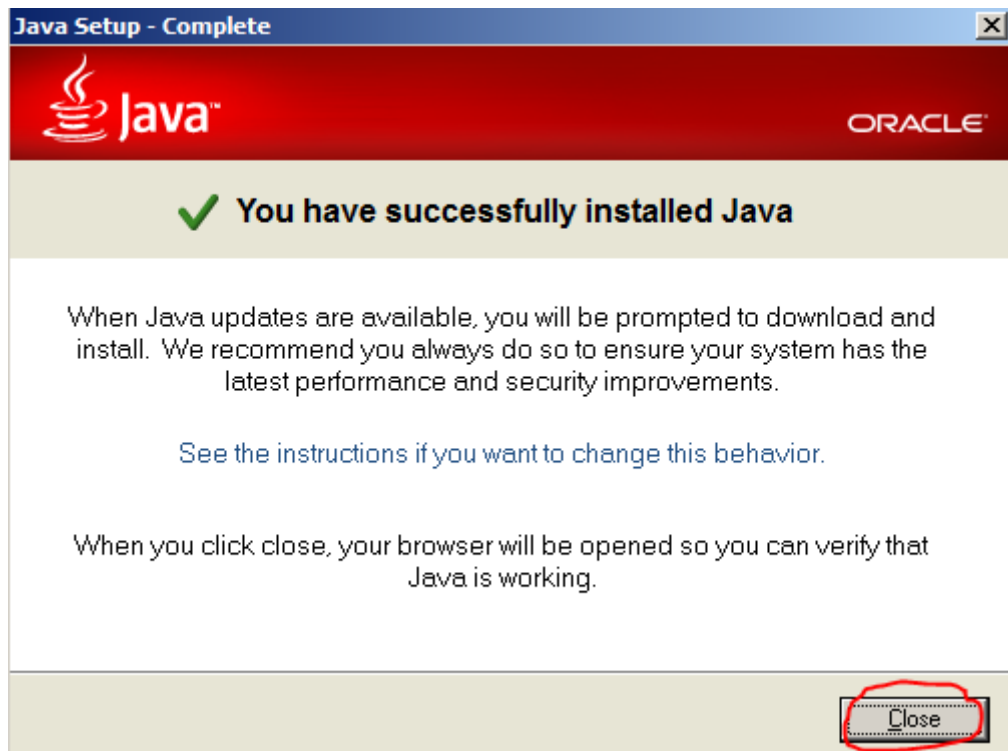 Java Setup - Complete
Java™
ORACLE
You have successfully installed Java
When Java updates are available, you will be prompted to download and
install. We recommend you always do so to ensure your system has the
latest performance and security improvements.
See the instructions if you want to change this behavior.
When you click close, your browser will be opened so you can verify that
Java is working.
Close